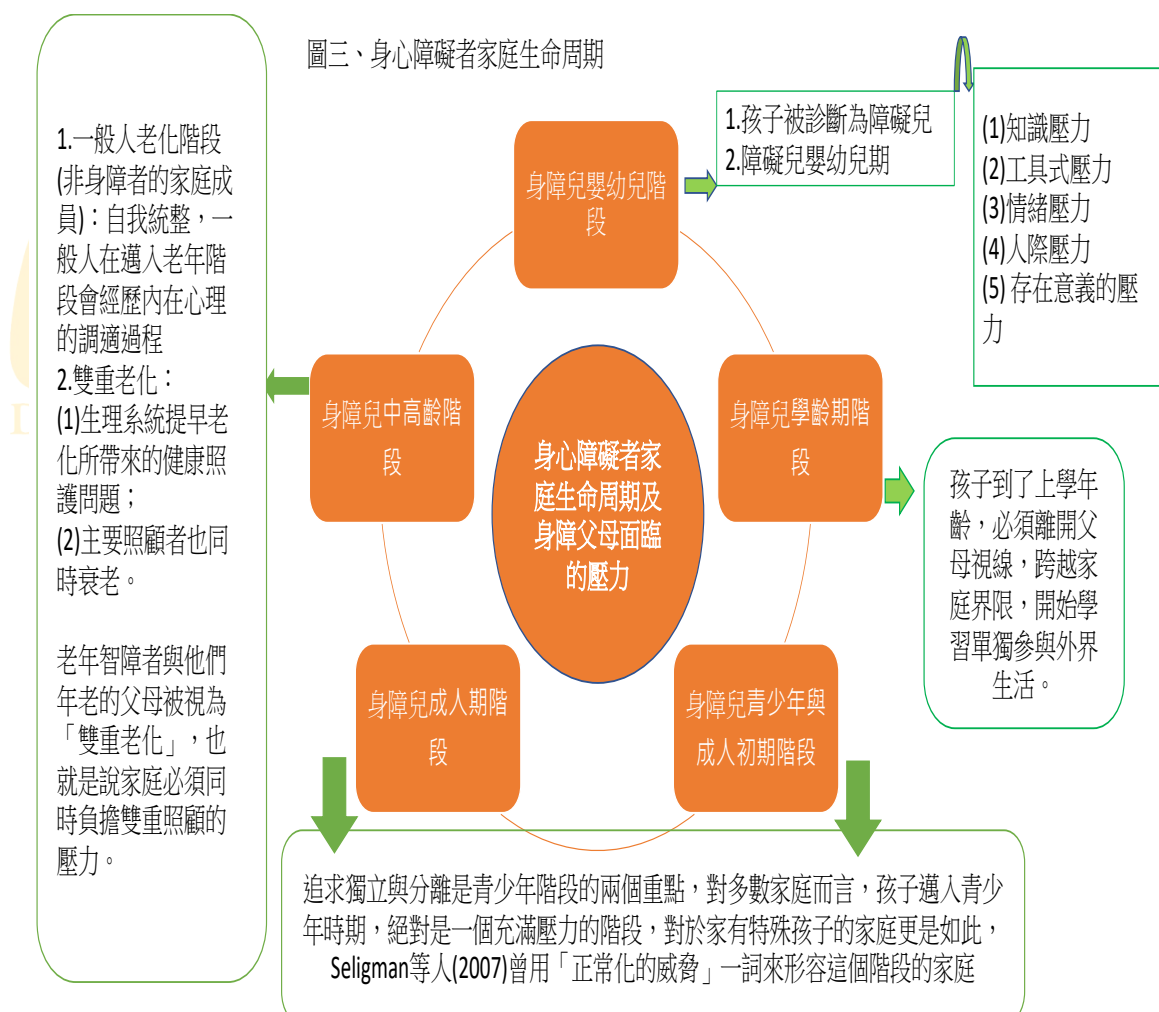 圖三、身心障礙者家庭生命周期
1.一般人老化階段
(非身障者的家庭成
員)：自我統整，一
般人在邁入老年階
段會經歷內在心理
的調適過程
2.雙重老化：
(1)生理系統提早老
化所帶來的健康照
護問題；
(2)主要照顧者也同
時衰老。
老年智障者與他們
年老的父母被視為
「雙重老化」，也
就是說家庭必須同
時負擔雙重照顧的
壓力。
身障兒嬰幼兒階
段
1.孩子被診斷為障礙兒
2.障礙兒嬰幼兒期
(1)知識壓力
(2)工具式壓力
(3)情緒壓力
(4)人際壓力
(5) 存在意義的壓
力
身障兒中高齡階
段
身心障礙者家
庭生命周期及
身障父母面臨
的壓力
身障兒學齡期階
段
孩子到了上學年
齡，必須離開父
母視線，跨越家
庭界限，開始學
習單獨參與外界
生活。
身障兒成人期階
段
身障兒青少年與
成人初期階段
追求獨立與分離是青少年階段的兩個重點，對多數家庭而言，孩子邁入青少
年時期，絕對是一個充滿壓力的階段，對於家有特殊孩子的家庭更是如此，
Seligman等人(2007)曾用「正常化的威脅」一詞來形容這個階段的家庭